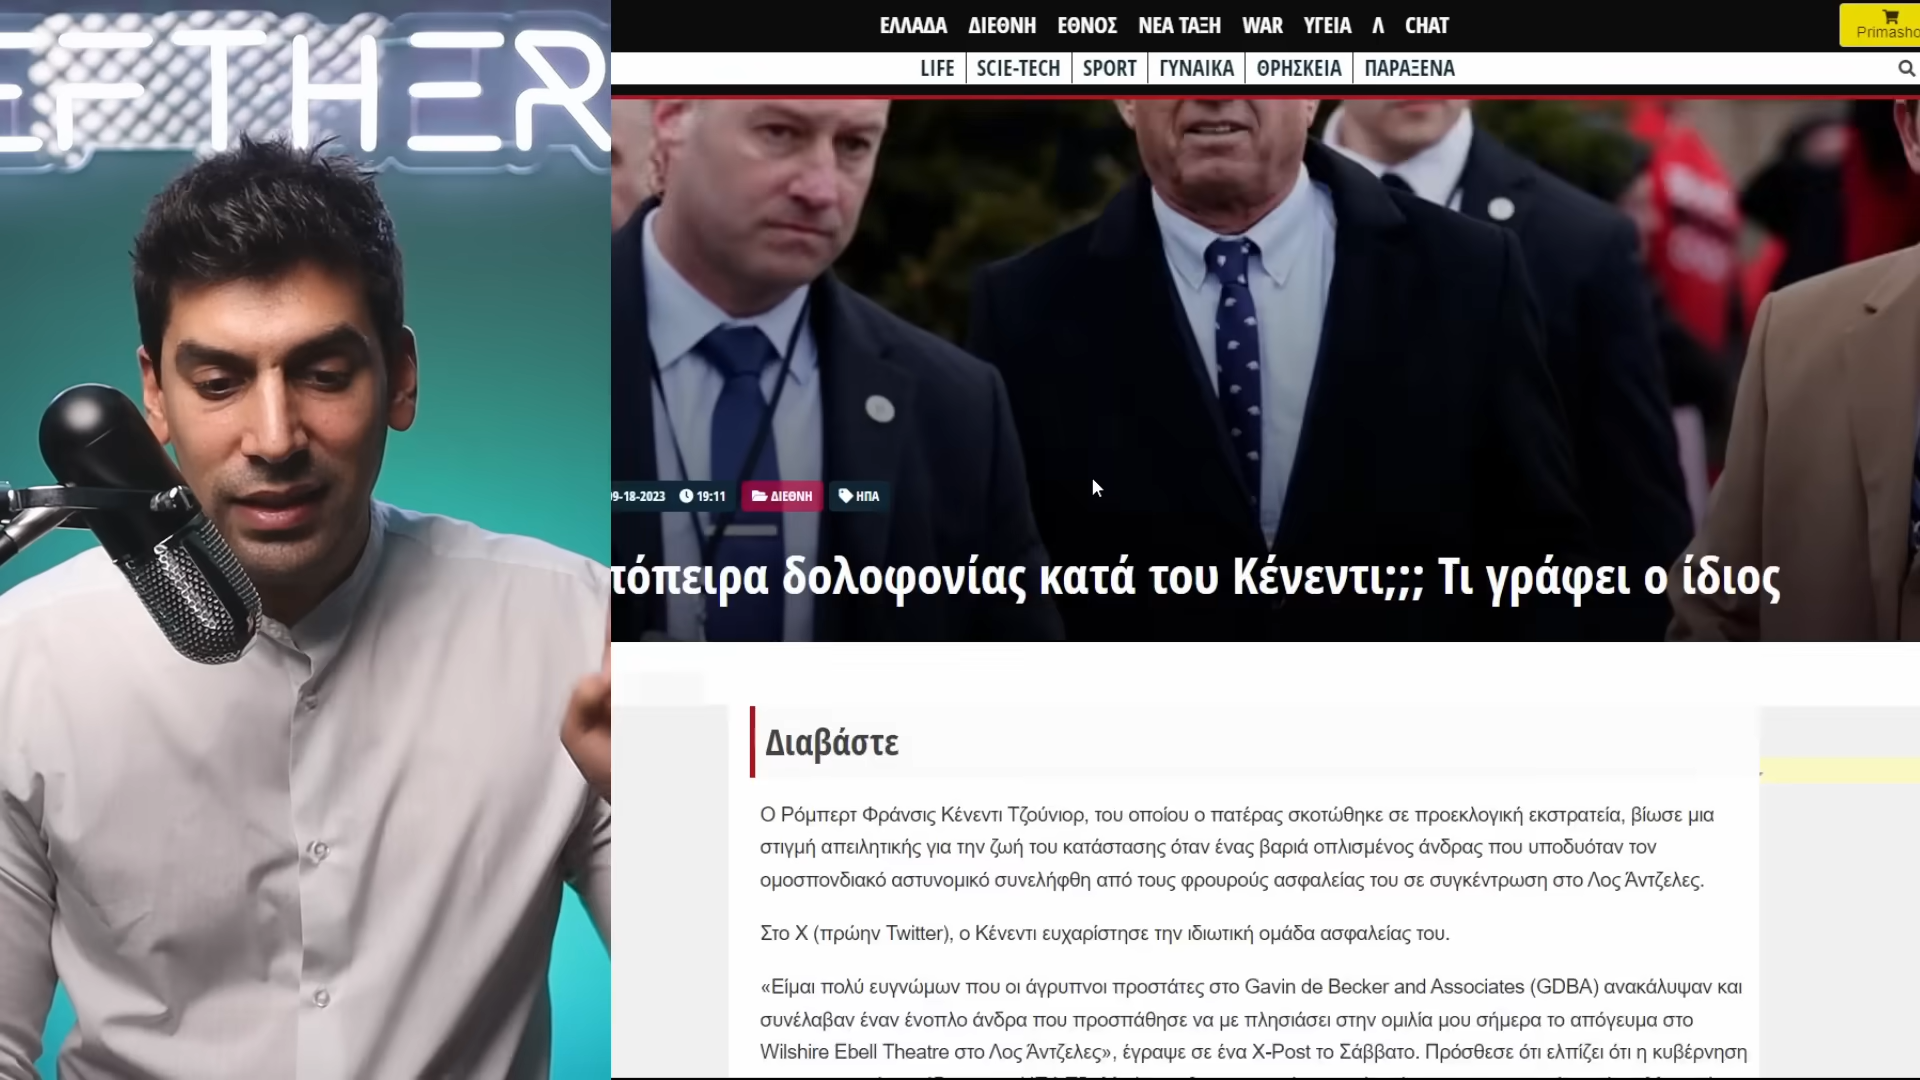 EFTHER
ΕΛΛΑΔΑ ΔΙΕΘΝΗ ΕΘΝΟΣ ΝΕΑ ΤΑΞΗ WAR ΥΓΕΙΑ Λ CHAT
Primasho
LIFE SCIE-TECH SPORT ΓΥΝΑΙΚΑ ΘΡΗΣΚΕΙΑ ΠΑΡΑΞΕΝΑ
09-18-2023 19:11 ΔΙΕΘΝΗ ΗΠΑ
πόπειρα δολοφονίας κατά του Κένεντι;;; Τι γράφει ο ίδιος
Διαβάστε
Ο Ρόμπερτ Φράνσις Κένεντι Τζούνιορ, του οποίου ο πατέρας σκοτώθηκε σε προεκλογική εκστρατεία, βίωσε μια
στιγμή απειλητικής για την ζωή του κατάστασης όταν ένας βαριά οπλισμένος άνδρας που υποδυόταν τον
ομοσπονδιακό αστυνομικό συνελήφθη από τους φρουρούς ασφαλείας του σε συγκέντρωση στο Λος Άντζελες.
Στο X (πρώην Twitter), ο Κένεντι ευχαρίστησε την ιδιωτική ομάδα ασφαλείας του.
«Είμαι πολύ ευγνώμων που οι άγρυπνοι προστάτες στο Gavin de Becker and Associates (GDBA) ανακάλυψαν και
συνέλαβαν έναν ένοπλο άνδρα που προσπάθησε να με πλησιάσει στην ομιλία μου σήμερα το απόγευμα στο
Wilshire Ebell Theatre στο Λος Άντζελες», έγραψε σε ένα X-Post το Σάββατο. Πρόσθεσε ότι ελπίζει ότι η κυβέρνηση